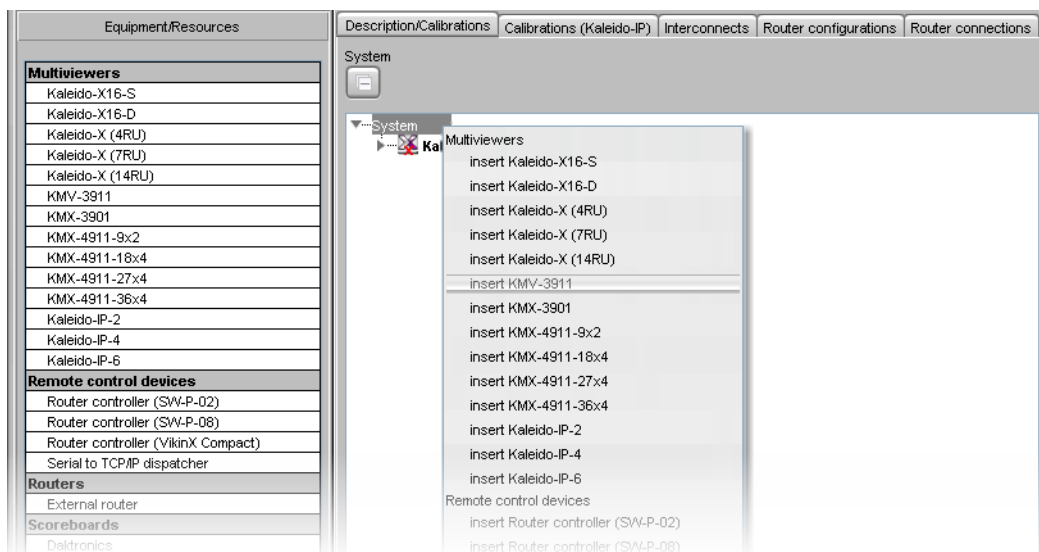 Equipment/Resources
Multiviewers
Kaleido-X16-S
Kaleido-X16-D
Kaleido-X (4RU)
Kaleido-X (7RU)
Kaleido-X (14RU)
KMV-3911
KMX-3901
KMX-4911-9x2
KMX-4911-18x4
KMX-4911-27x4
KMX-4911-36x4
Kaleido-IP-2
Kaleido-IP-4
Kaleido-IP-6
Remote control devices
Router controller (SW-P-02)
Router controller (SW-P-08)
Router controller (VikinX Compact)
Serial to TCP/IP dispatcher
Routers
External router
Scoreboards
Daktronics
Description/Calibrations
Calibrations (Kaleido-IP)
Interconnects
Router configurations
Router connections
System
System
Kal
Multiviewers
insert Kaleido-X16-S
insert Kaleido-X16-D
insert Kaleido-X (4RU)
insert Kaleido-X (7RU)
insert Kaleido-X (14RU)
insert KMV-3911
insert KMX-3901
insert KMX-4911-9x2
insert KMX-4911-18x4
insert KMX-4911-27x4
insert KMX-4911-36x4
insert Kaleido-IP-2
insert Kaleido-IP-4
insert Kaleido-IP-6
Remote control devices
insert Router controller (SW-P-02)
insert Router controller (SW-P-08)